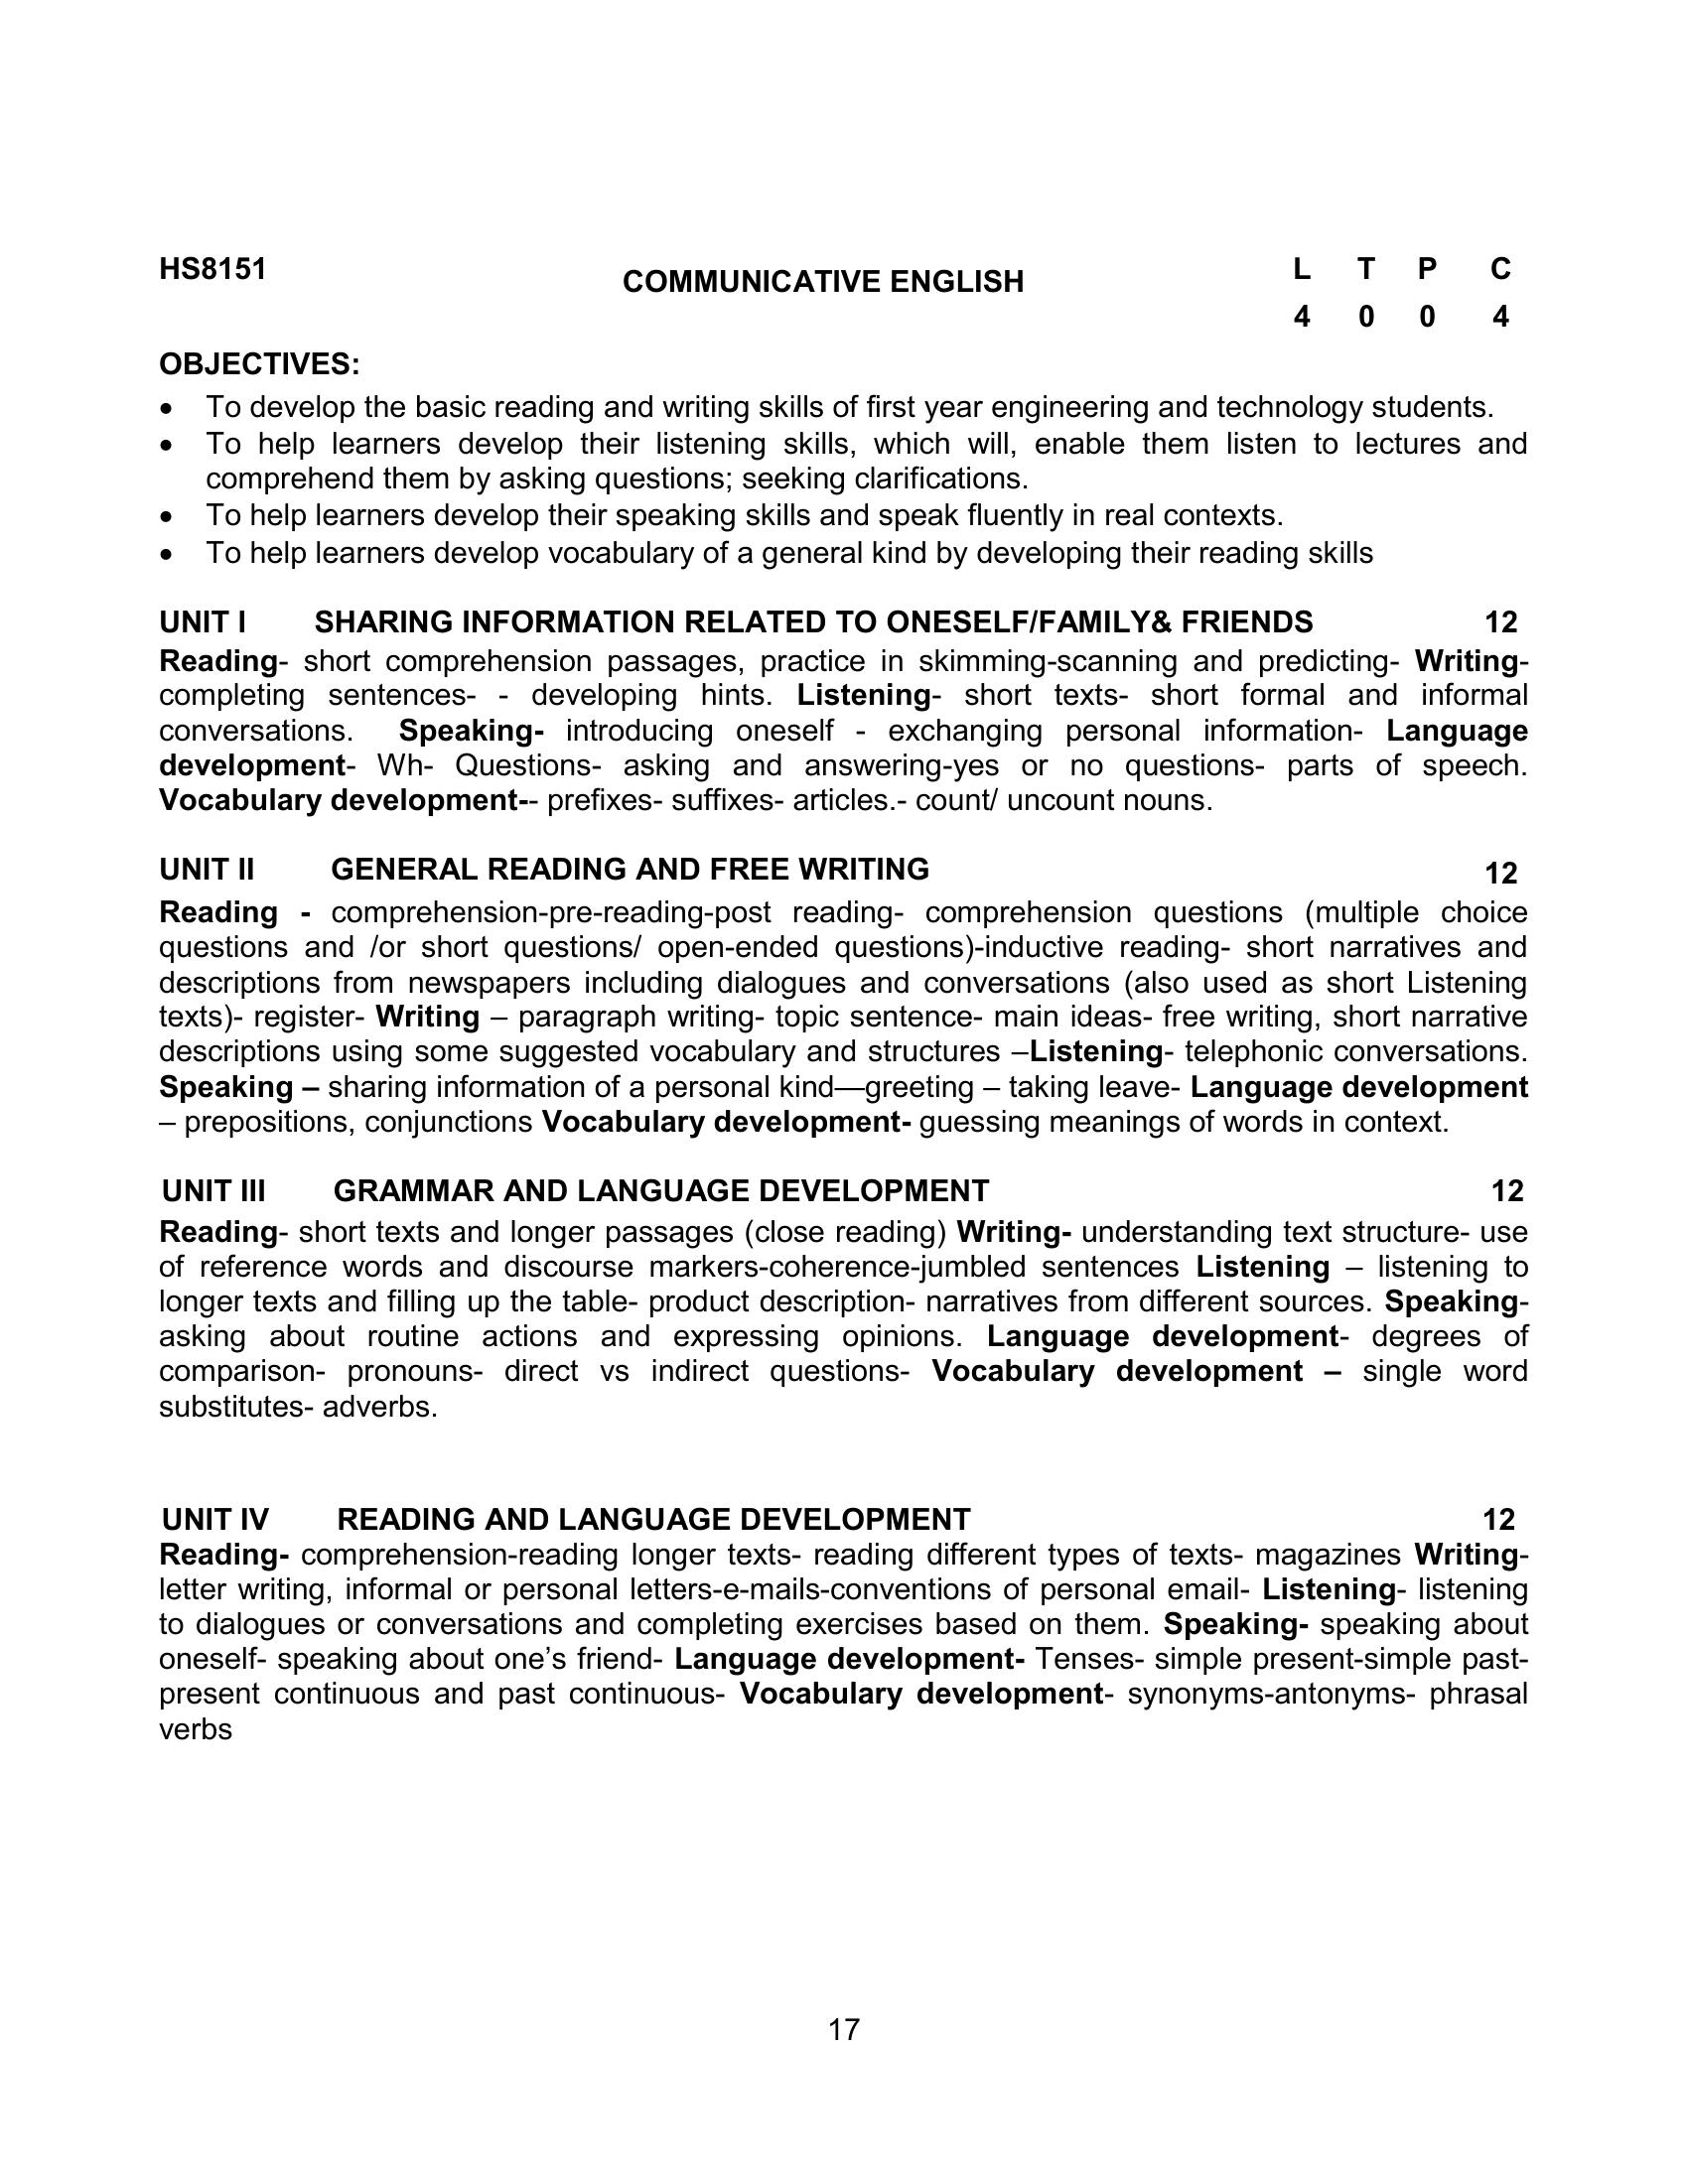 HS8151 COMMUNICATIVE ENGLISH L T P C
4 0 0 4
OBJECTIVES:
• To develop the basic reading and writing skills of first year engineering and technology students.
• To help learners develop their listening skills, which will, enable them listen to lectures and
comprehend them by asking questions; seeking clarifications.
• To help learners develop their speaking skills and speak fluently in real contexts.
• To help learners develop vocabulary of a general kind by developing their reading skills
UNIT I SHARING INFORMATION RELATED TO ONESELF/FAMILY& FRIENDS 12
Reading- short comprehension passages, practice in skimming-scanning and predicting- Writing-
completing sentences- - developing hints. Listening- short texts- short formal and informal
conversations. Speaking- introducing oneself - exchanging personal information- Language
development- Wh- Questions- asking and answering-yes or no questions- parts of speech.
Vocabulary development-- prefixes- suffixes- articles.- count/ uncount nouns.
UNIT II GENERAL READING AND FREE WRITING 12
Reading - comprehension-pre-reading-post reading- comprehension questions (multiple choice
questions and /or short questions/ open-ended questions)-inductive reading- short narratives and
descriptions from newspapers including dialogues and conversations (also used as short Listening
texts)- register- Writing – paragraph writing- topic sentence- main ideas- free writing, short narrative
descriptions using some suggested vocabulary and structures –Listening- telephonic conversations.
Speaking – sharing information of a personal kind—greeting – taking leave- Language development
– prepositions, conjunctions Vocabulary development- guessing meanings of words in context.
UNIT III GRAMMAR AND LANGUAGE DEVELOPMENT 12
Reading- short texts and longer passages (close reading) Writing- understanding text structure- use
of reference words and discourse markers-coherence-jumbled sentences Listening – listening to
longer texts and filling up the table- product description- narratives from different sources. Speaking-
asking about routine actions and expressing opinions. Language development- degrees of
comparison- pronouns- direct vs indirect questions- Vocabulary development – single word
substitutes- adverbs.
UNIT IV READING AND LANGUAGE DEVELOPMENT 12
Reading- comprehension-reading longer texts- reading different types of texts- magazines Writing-
letter writing, informal or personal letters-e-mails-conventions of personal email- Listening- listening
to dialogues or conversations and completing exercises based on them. Speaking- speaking about
oneself- speaking about one’s friend- Language development- Tenses- simple present-simple past-
present continuous and past continuous- Vocabulary development- synonyms-antonyms- phrasal
verbs
17